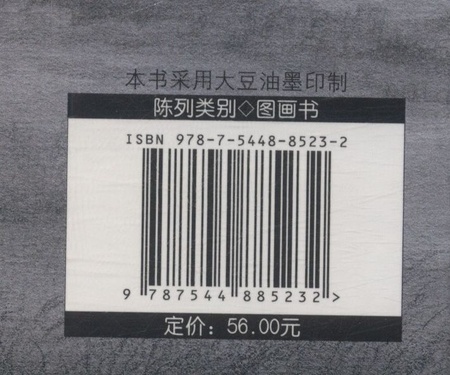 本书采用大豆油墨印制
陈列类别◇图画书
ISBN 978-7-5448-8523-2
9 787544 885232 >
定价：56.00元